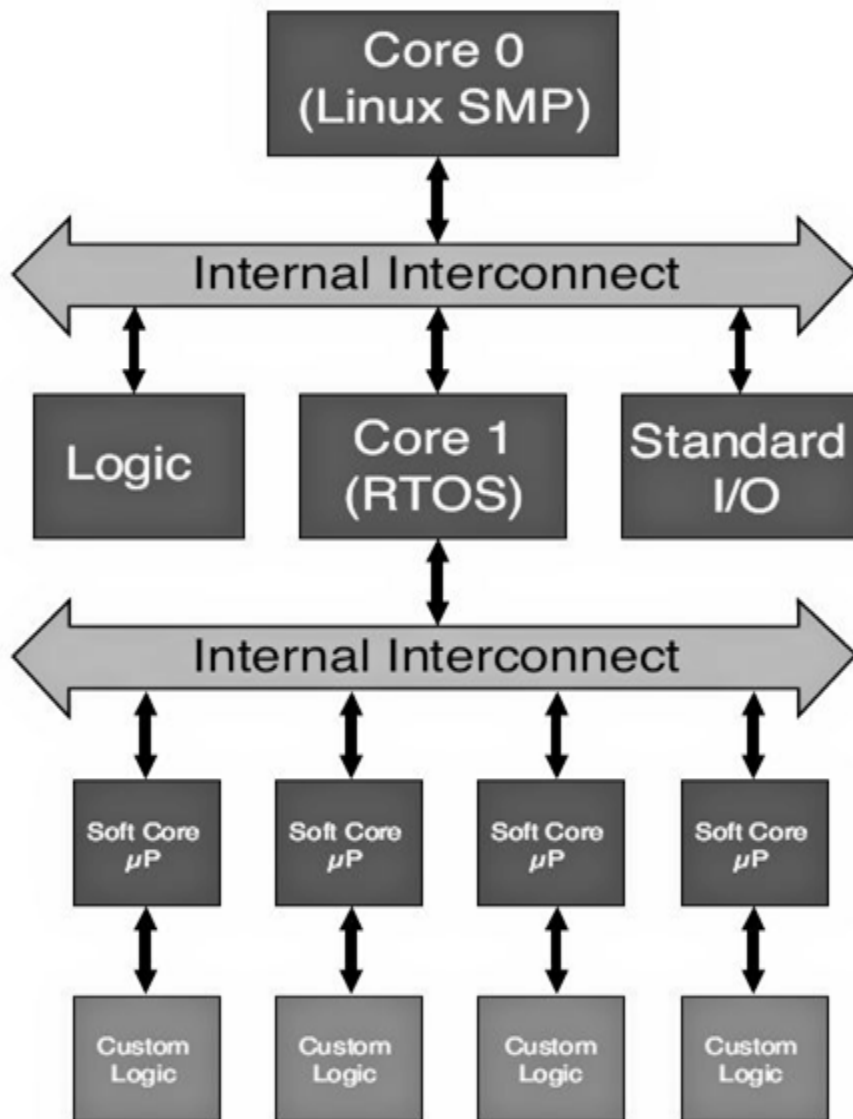 Core 0
(Linux SMP)
Internal Interconnect
Logic
Core 1
(RTOS)
Standard
I/O
Internal Interconnect
Soft Core
µP
Soft Core
µP
Soft Core
µP
Soft Core
µP
Custom
Logic
Custom
Logic
Custom
Logic
Custom
Logic